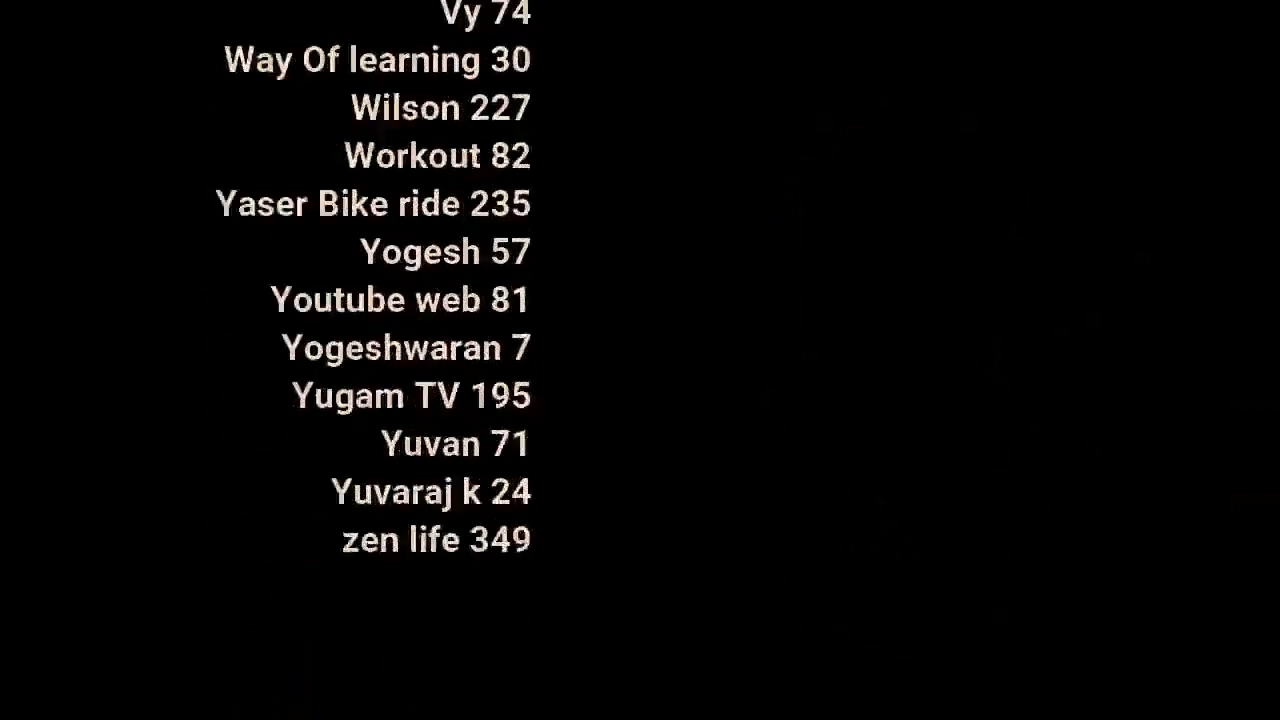 Vy 74
Way Of learning 30
Wilson 227
Workout 82
Yaser Bike ride 235
Yogesh 57
Youtube web 81
Yogeshwaran 7
Yugam TV 195
Yuvan 71
Yuvaraj k 24
zen life 349